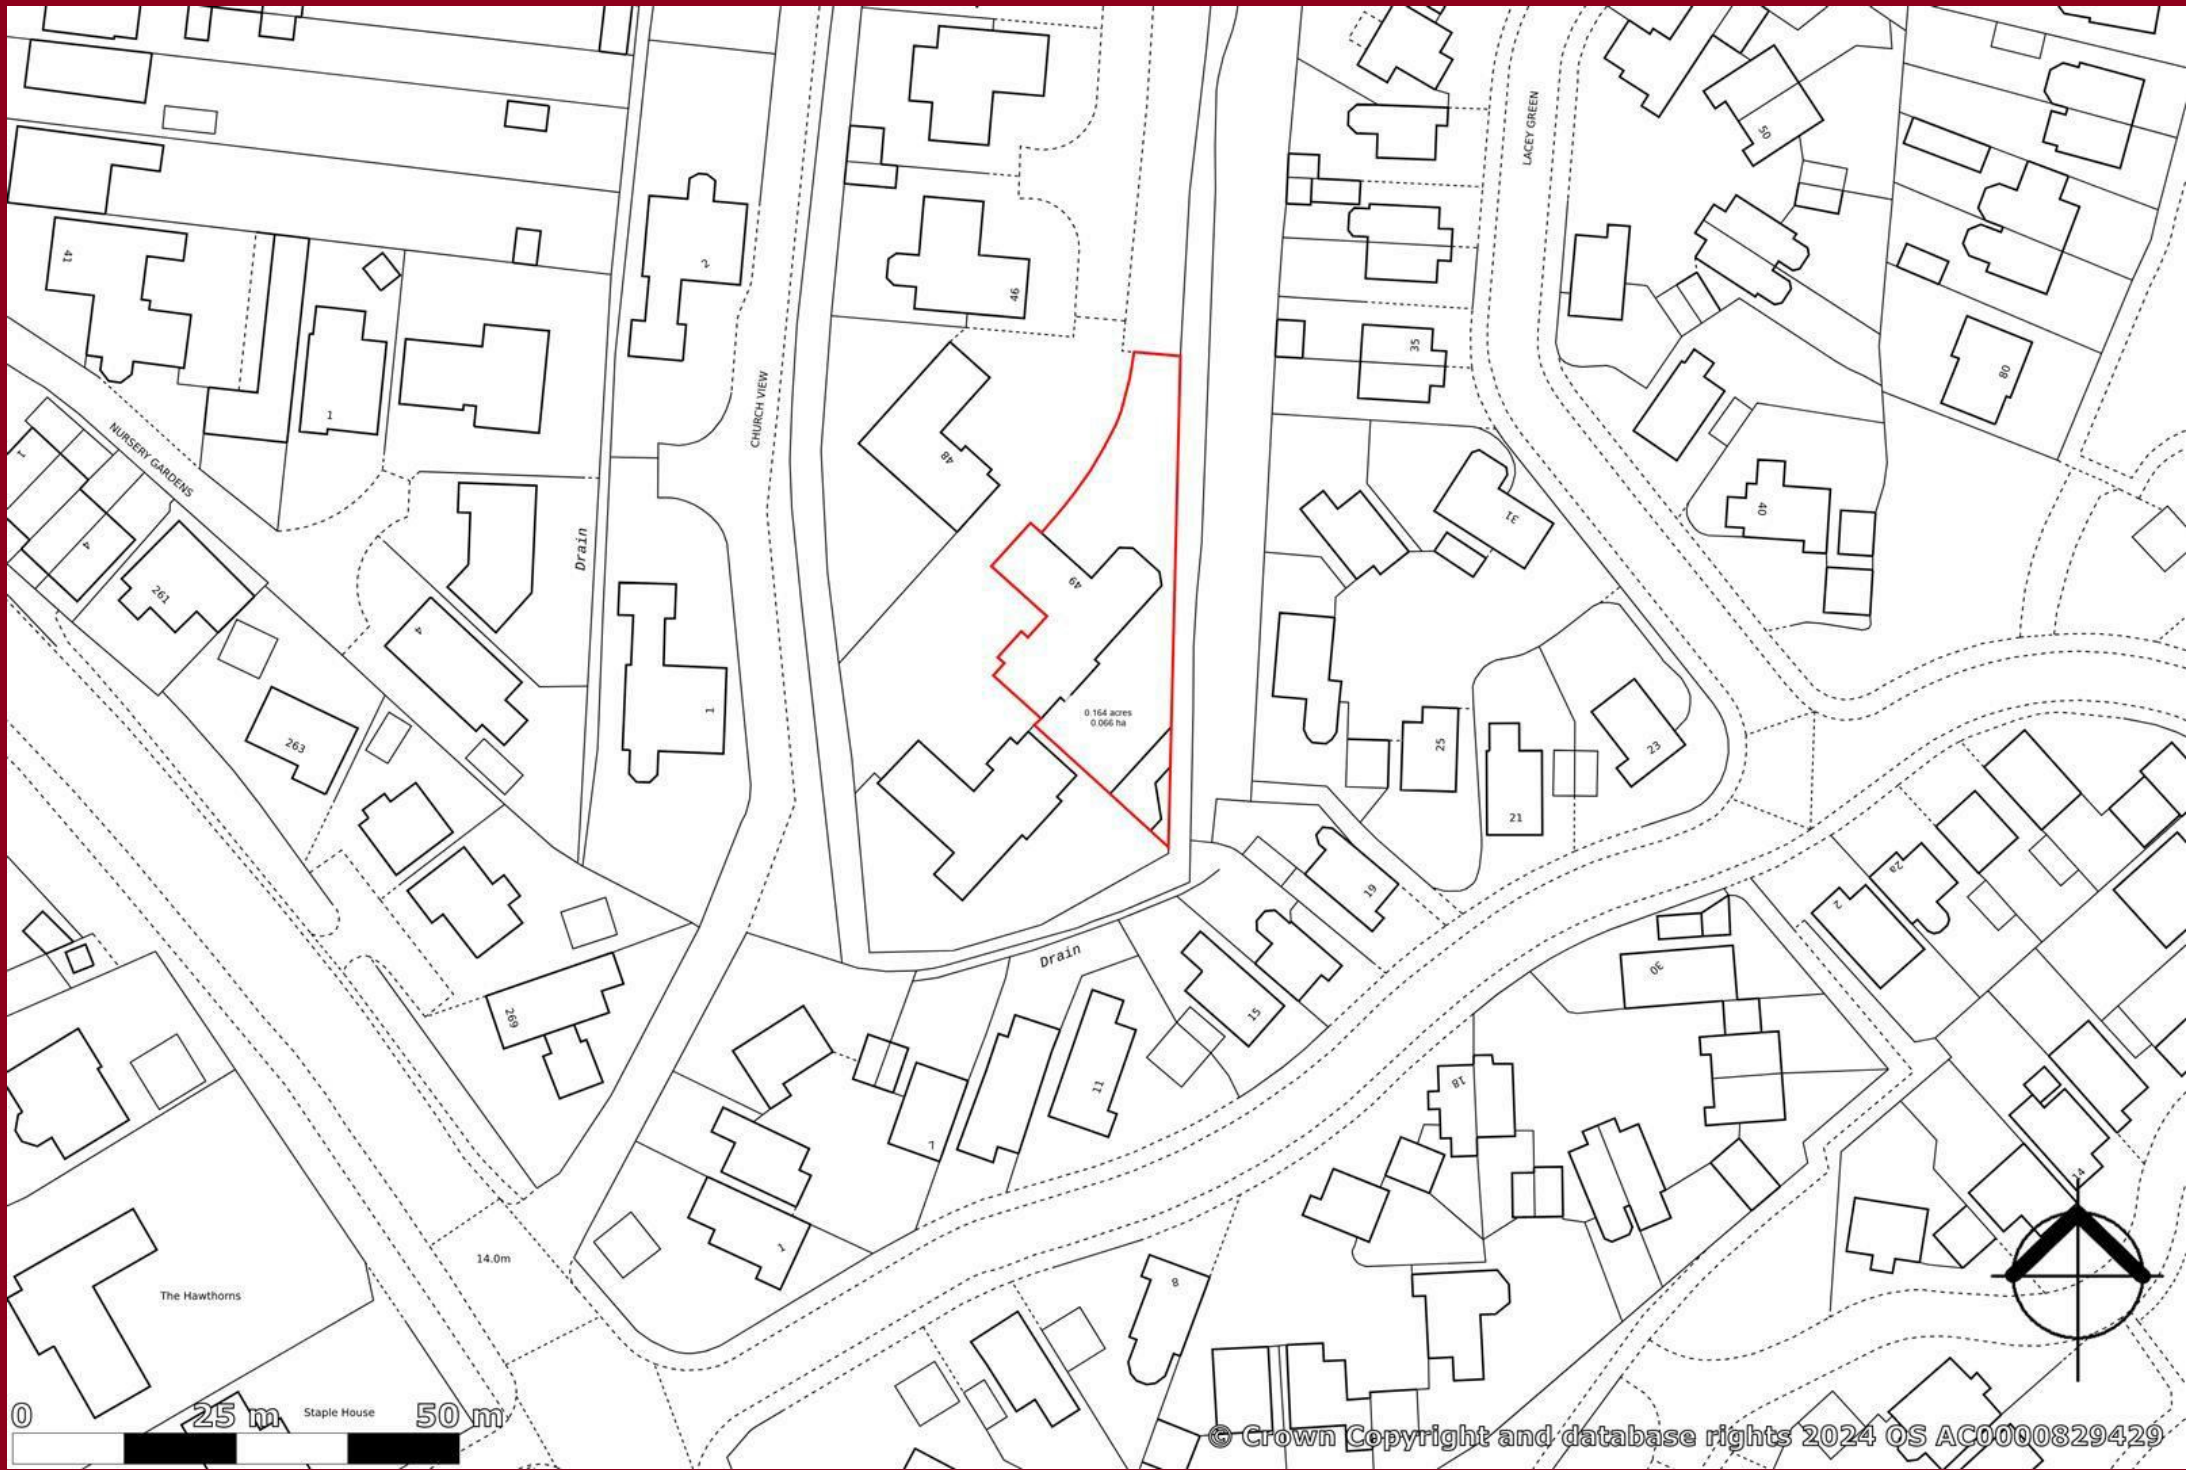 LACEY GREEN
50
41
2
46
35
80
CHURCH VIEW
1
NURSERY GARDENS
48
1
31
40
Drain
4
49
261
4
1
0.164 acres
0.066 ha
25
23
263
21
19
2a
2
Drain
30
269
15
11
18
7
14
1
14.0m
8
The Hawthorns
0
25 m
50 m
Staple House
© Crown Copyright and database rights 2024 OS AC0000829429